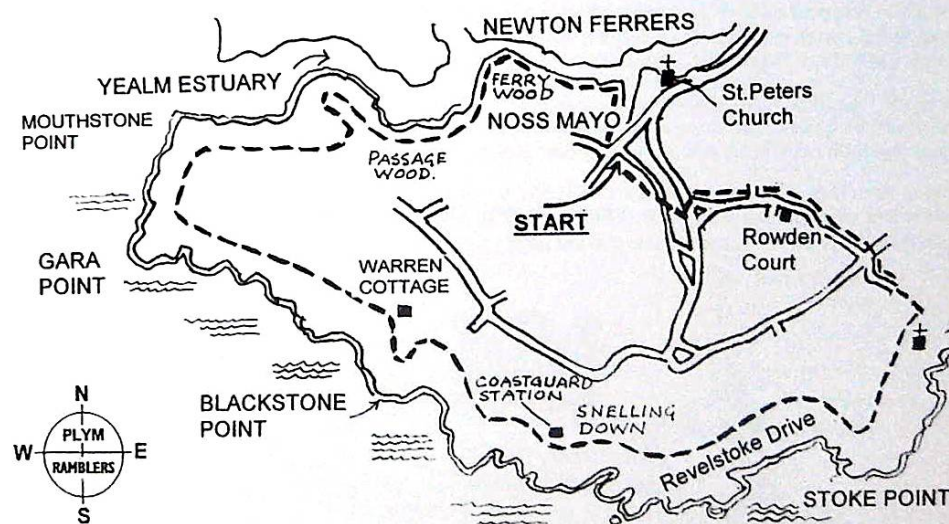 NEWTON FERRERS
YEALM ESTUARY
FERRY
WOOD
St.Peters
Church
MOUTHSTONE
POINT
NOSS MAYO
PASSAGE
WOOD.
START
Rowden
Court
GARA
POINT
WARREN
COTTAGE
COASTGUARD
STATION
SNELLING
DOWN
BLACKSTONE
POINT
Revelstoke Drive
STOKE POINT
N
W
PLYM
RAMBLERS
E
S